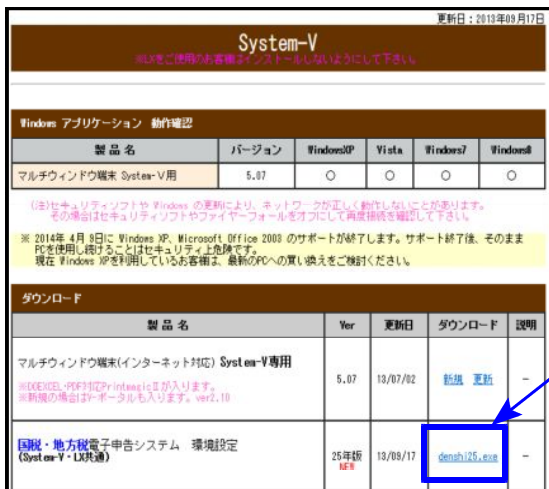 更新日：2013年09月17日
System-V
※LXをご使用のお客様はインストールしないようにして下さい。
Windows アプリケーション 動作確認
製品名 バージョン WindowsXP Vista Windows7 Windows8
マルチウィンドウ端末 System-V用 5.07 ○ ○ ○ ○
(注)セキュリティソフトや Windows の更新により、ネットワークが正しく動作しないことがあります。
その場合はセキュリティソフトやファイヤーフォールをオフにして再度接続を確認して下さい。
※ 2014年 4月 9日に Windows XP、Microsoft Office 2003 のサポートが終了します。サポート終了後、そのまま
PCを使用し続けることはセキュリティ上危険です。
現在 Windows XPを利用しているお客様は、最新のPCへの買い換えをご検討ください。
ダウンロード
製品名 Ver 更新日 ダウンロード 説明
マルチウィンドウ端末(インターネット対応) System-V専用
※DOEXCEL・PDF対応PrintmagicⅡが入ります。
※新規の場合はV-ポータルも入ります。ver2.10
5.07 13/07/02 新規 更新 -
国税・地方税電子申告システム 環境設定
(System-V・LX共通)
25年版 NEW 13/09/17 denshi25.exe -